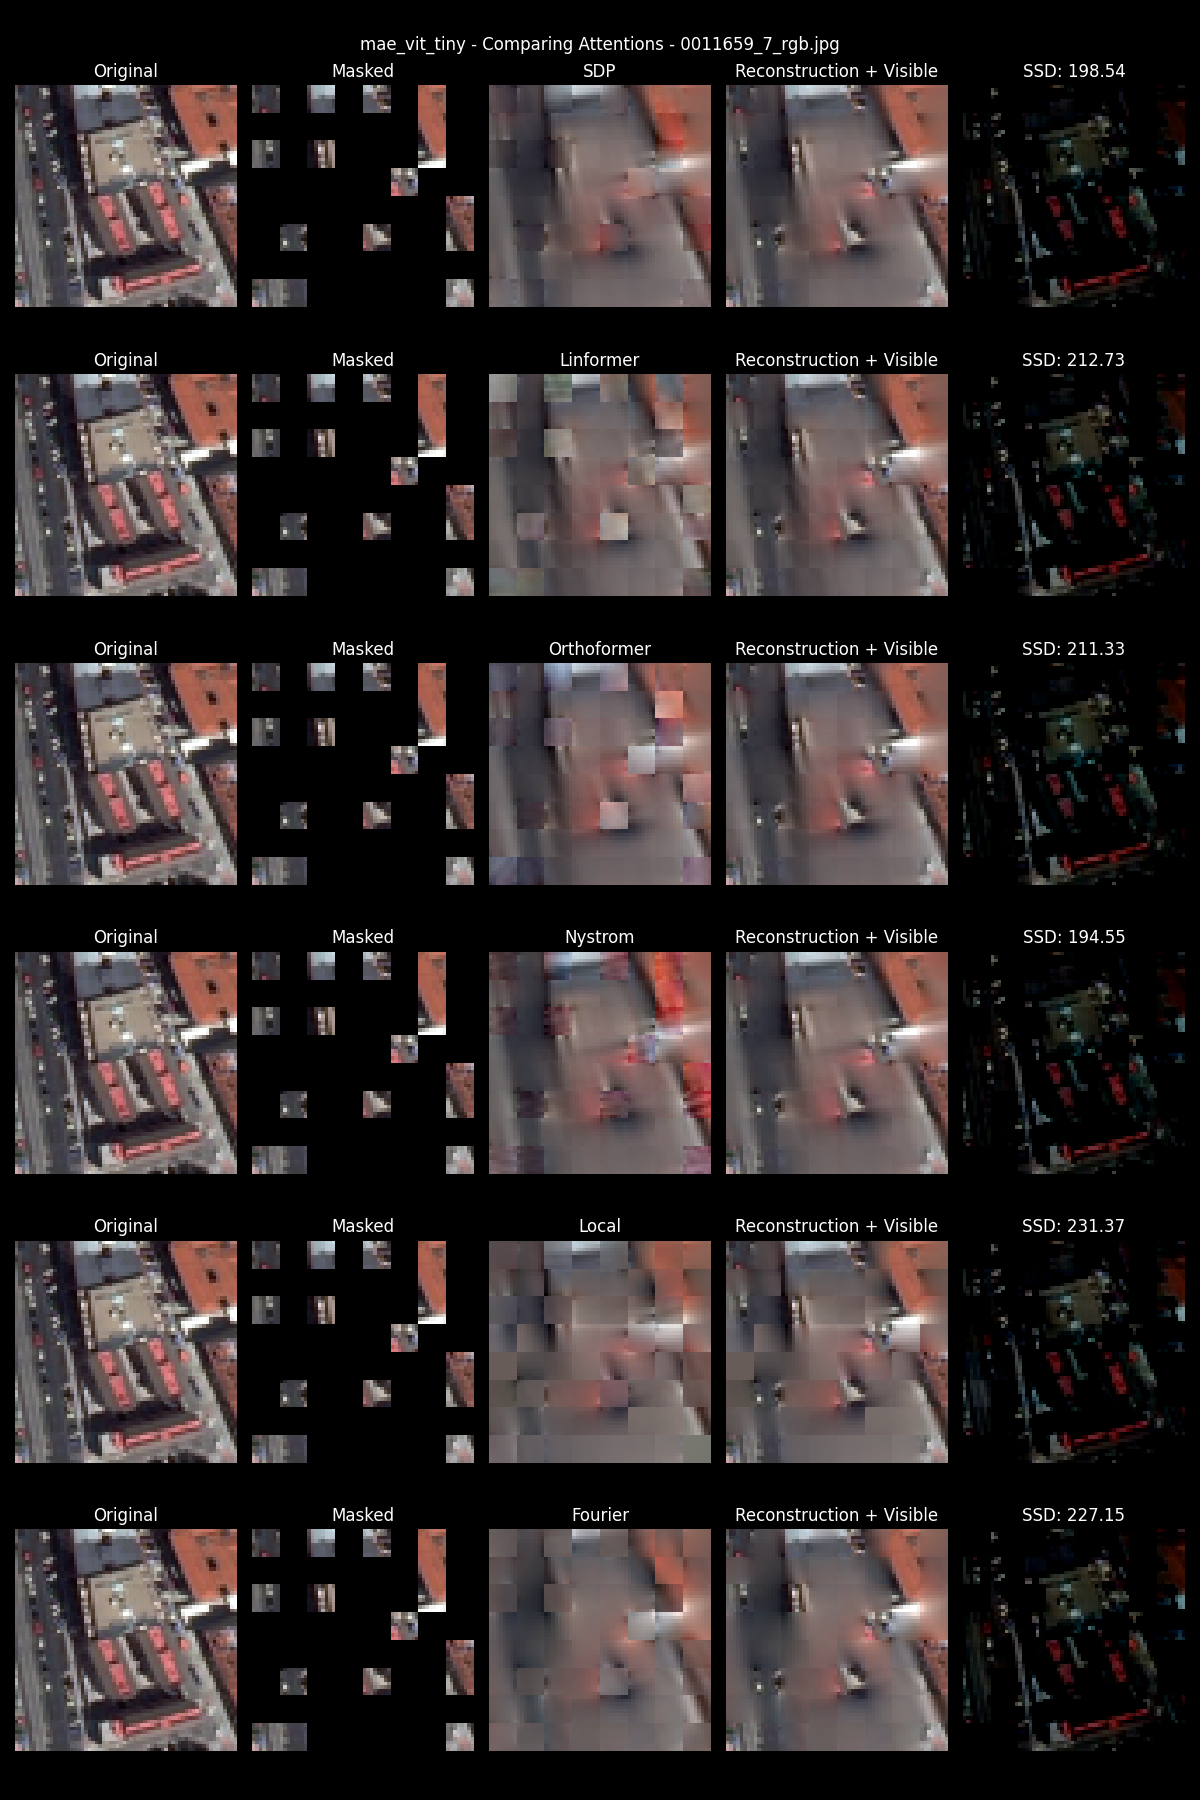 mae_vit_tiny - Comparing Attentions - 0011659_7_rgb.jpg
Original Masked SDP Reconstruction + Visible SSD: 198.54
Original Masked Linformer Reconstruction + Visible SSD: 212.73
Original Masked Orthoformer Reconstruction + Visible SSD: 211.33
Original Masked Nystrom Reconstruction + Visible SSD: 194.55
Original Masked Local Reconstruction + Visible SSD: 231.37
Original Masked Fourier Reconstruction + Visible SSD: 227.15